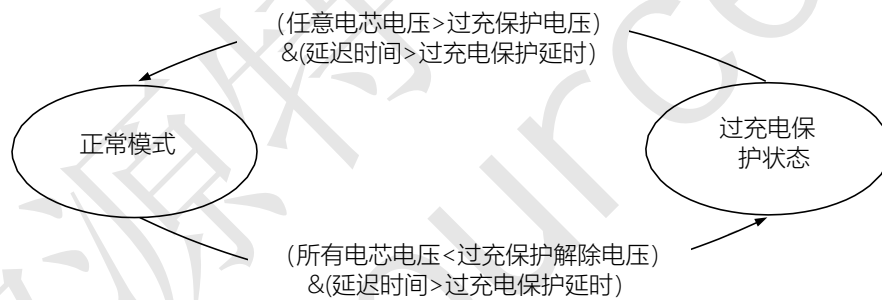 (任意电芯电压>过充保护电压)
&(延迟时间>过充电保护延时)
正常模式
过充电保
护状态
(所有电芯电压<过充保护解除电压)
&(延迟时间>过充电保护延时)
源特
ource